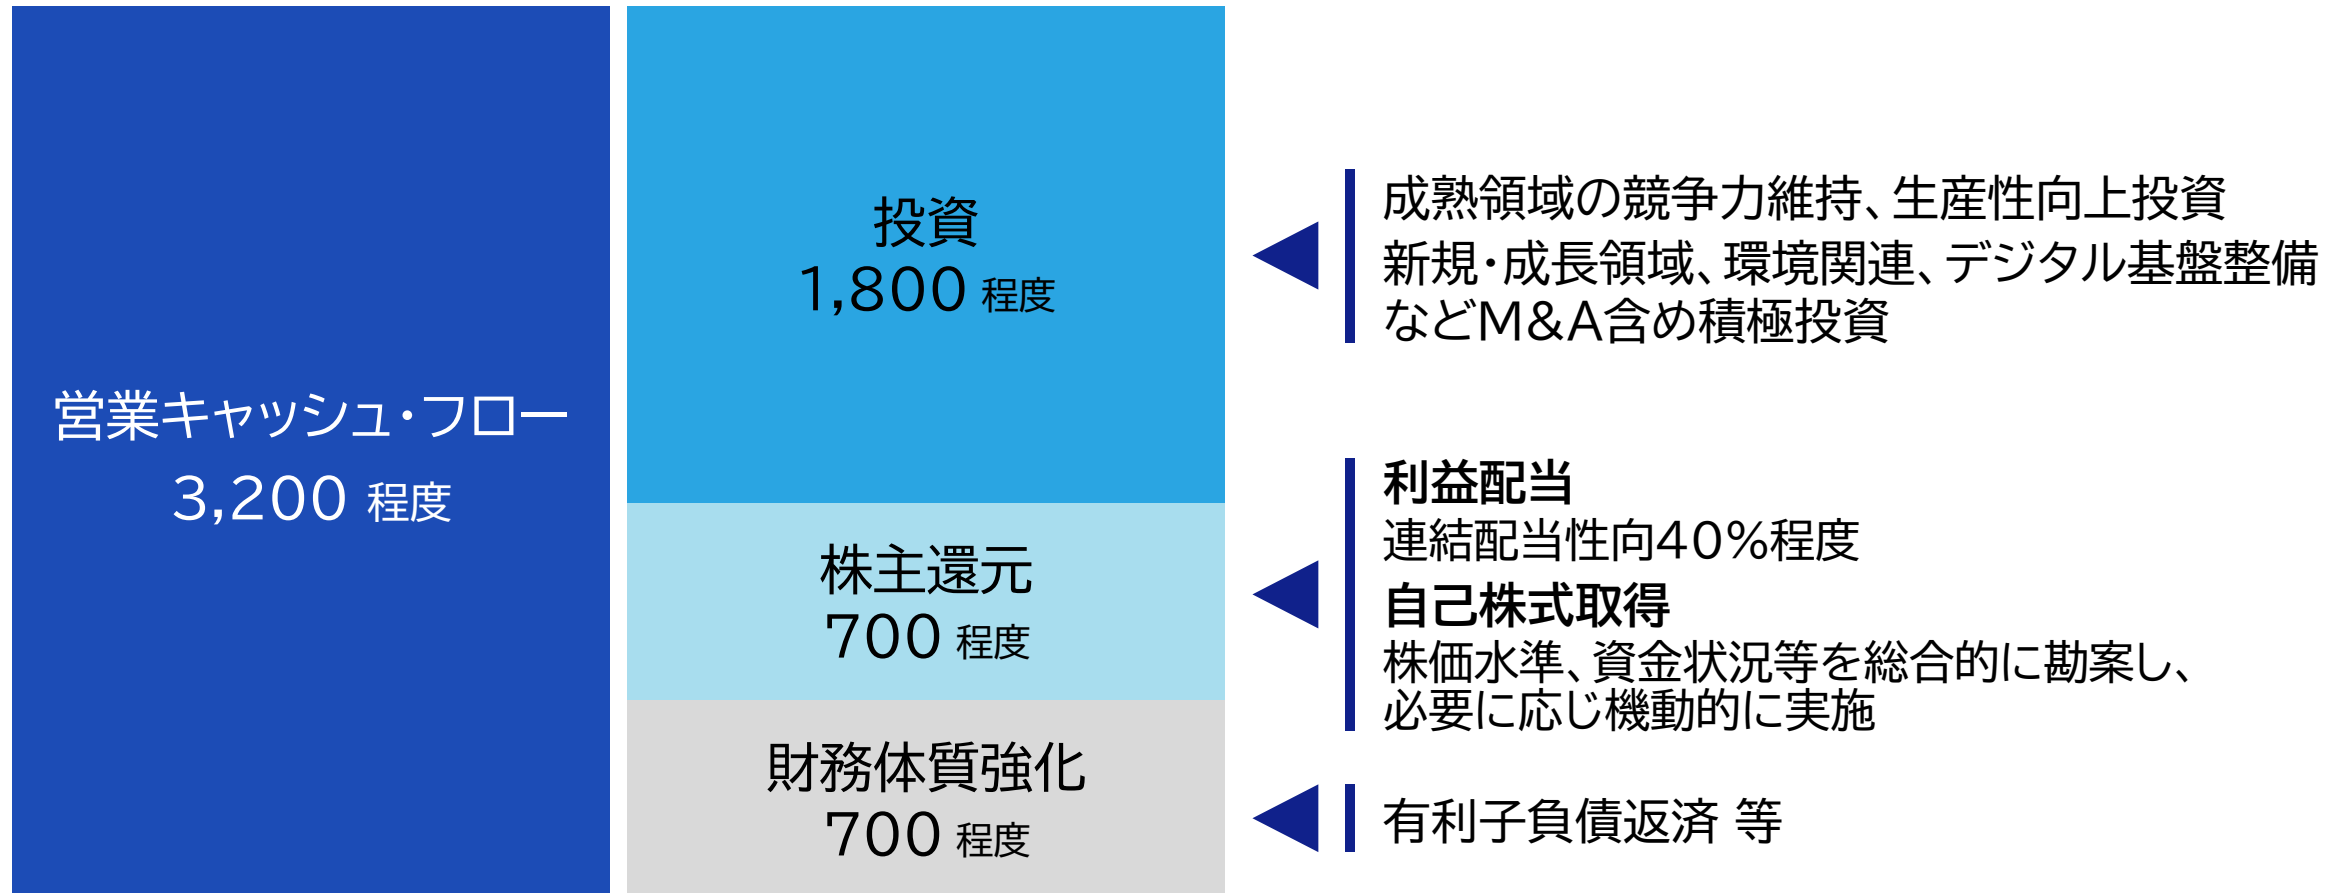 営業キャッシュ・フロー
3,200 程度
投資
1,800 程度
株主還元
700 程度
財務体質強化
700 程度
成熟領域の競争力維持、生産性向上投資
新規・成長領域、環境関連、デジタル基盤整備
などM&A含め積極投資
利益配当
連結配当性向40%程度
自己株式取得
株価水準、資金状況等を総合的に勘案し、
必要に応じ機動的に実施
有利子負債返済 等